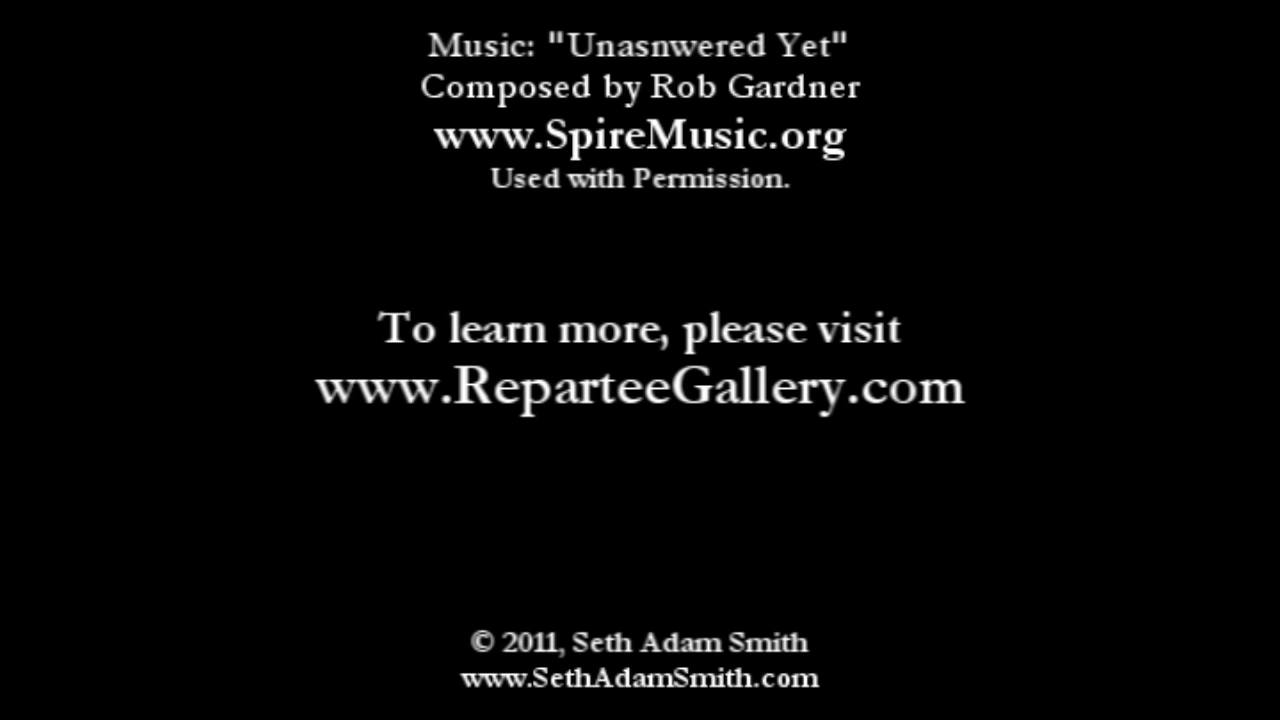 Music: "Unasnwered Yet"
Composed by Rob Gardner
www.SpireMusic.org
Used with Permission.
To learn more, please visit
www.ReparteeGallery.com
© 2011, Seth Adam Smith
www.SethAdamSmith.com